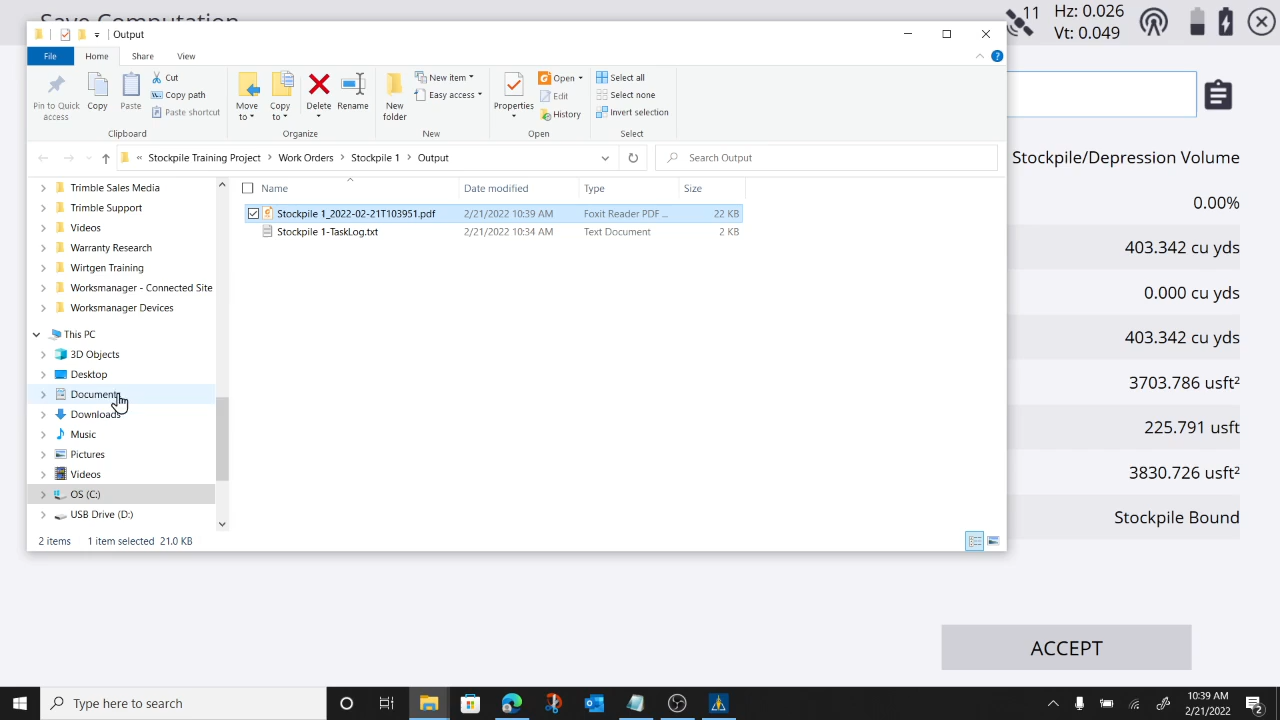 Save Computation
11
Hz: 0.026
Vt: 0.049
Output
File
Home
Share
View
Pin to Quick
access
Copy
Paste
Cut
Copy path
Paste shortcut
Clipboard
Move
to
Copy
to
Delete
Rename
Organize
New
folder
New item
Easy access
New
Properties
Open
Edit
History
Open
Select all
Select none
Invert selection
Select
« Stockpile Training Project > Work Orders > Stockpile 1 > Output
Search Output
Name
Date modified
Type
Size
Stockpile 1_2022-02-21T103951.pdf 2/21/2022 10:39 AM Foxit Reader PDF ... 22 KB
Stockpile 1-TaskLog.txt 2/21/2022 10:34 AM Text Document 2 KB
Trimble Sales Media
Trimble Support
Videos
Warranty Research
Wirtgen Training
Worksmanager - Connected Site
Worksmanager Devices
This PC
3D Objects
Desktop
Documents
Downloads
Music
Pictures
Videos
OS (C:)
USB Drive (D:)
2 items 1 item selected 21.0 KB
Stockpile/Depression Volume
0.00%
403.342 cu yds
0.000 cu yds
403.342 cu yds
3703.786 usft²
225.791 usft
3830.726 usft²
Stockpile Bound
ACCEPT
Type here to search
10:39 AM
2/21/2022
2